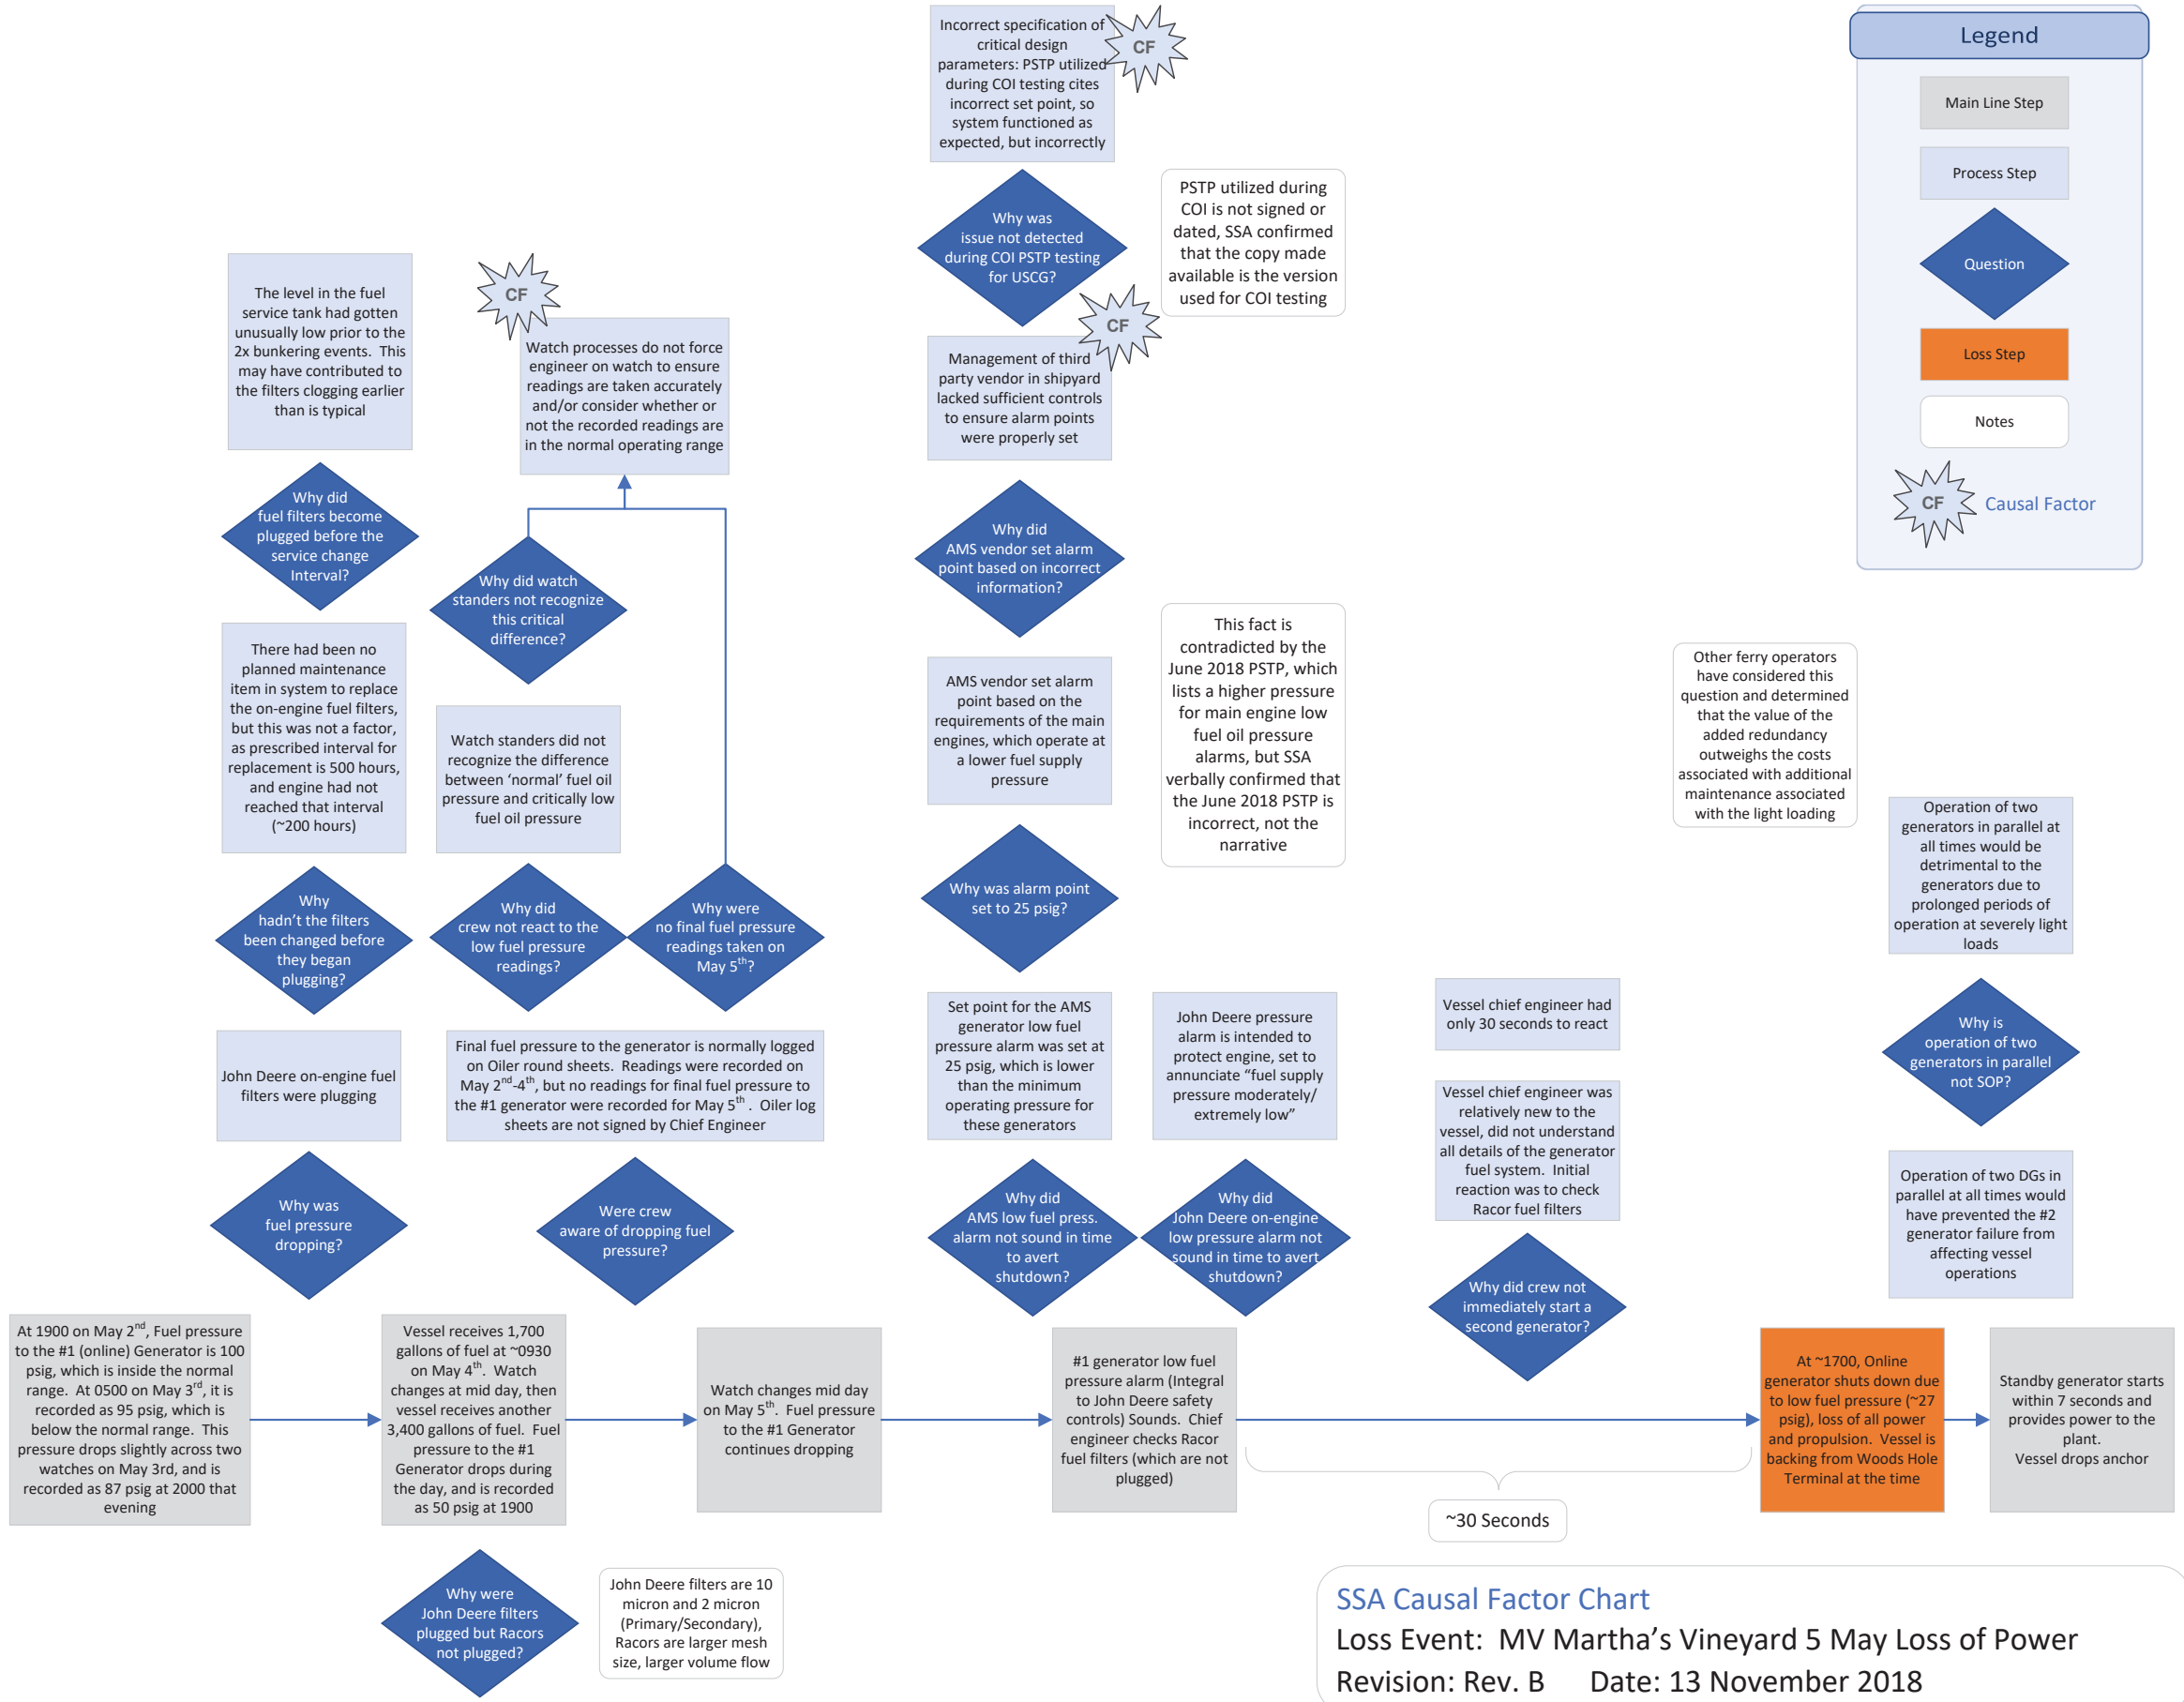 Incorrect specification of
critical design
parameters: PSTP utilized
during COI testing cites
incorrect set point, so
system functioned as
expected, but incorrectly
CF
Legend
Main Line Step
Process Step
Question
Loss Step
Notes
CF
Causal Factor
Why was
issue not detected
during COI PSTP testing
for USCG?
PSTP utilized during
COI is not signed or
dated, SSA confirmed
that the copy made
available is the version
used for COI testing
The level in the fuel
service tank had gotten
unusually low prior to the
2x bunkering events.  This
may have contributed to
the filters clogging earlier
than is typical
CF
Watch processes do not force
engineer on watch to ensure
readings are taken accurately
and/or consider whether or
not the recorded readings are
in the normal operating range
CF
Management of third
party vendor in shipyard
lacked sufficient controls
to ensure alarm points
were properly set
Why did
fuel filters become
plugged before the
service change
Interval?
Why did watch
standers not recognize
this critical
difference?
Why did
AMS vendor set alarm
point based on incorrect
information?
There had been no
planned maintenance
item in system to replace
the on-engine fuel filters,
but this was not a factor,
as prescribed interval for
replacement is 500 hours,
and engine had not
reached that interval
(~200 hours)
Watch standers did not
recognize the difference
between ‘normal’ fuel oil
pressure and critically low
fuel oil pressure
AMS vendor set alarm
point based on the
requirements of the main
engines, which operate at
a lower fuel supply
pressure
This fact is
contradicted by the
June 2018 PSTP, which
lists a higher pressure
for main engine low
fuel oil pressure
alarms, but SSA
verbally confirmed that
the June 2018 PSTP is
incorrect, not the
narrative
Other ferry operators
have considered this
question and determined
that the value of the
added redundancy
outweighs the costs
associated with additional
maintenance associated
with the light loading
Operation of two
generators in parallel at
all times would be
detrimental to the
generators due to
prolonged periods of
operation at severely light
loads
Why
hadn’t the filters
been changed before
they began
plugging?
Why did
crew not react to the
low fuel pressure
readings?
Why were
no final fuel pressure
readings taken on
May 5th?
Why was alarm point
set to 25 psig?
John Deere on-engine fuel
filters were plugging
Final fuel pressure to the generator is normally logged
on Oiler round sheets.  Readings were recorded on
May 2nd-4th, but no readings for final fuel pressure to
the #1 generator were recorded for May 5th .  Oiler log
sheets are not signed by Chief Engineer
Set point for the AMS
generator low fuel
pressure alarm was set at
25 psig, which is lower
than the minimum
operating pressure for
these generators
John Deere pressure
alarm is intended to
protect engine, set to
annunciate “fuel supply
pressure moderately/
extremely low”
Vessel chief engineer had
only 30 seconds to react
Vessel chief engineer was
relatively new to the
vessel, did not understand
all details of the generator
fuel system.  Initial
reaction was to check
Racor fuel filters
Why is
operation of two
generators in parallel
not SOP?
Operation of two DGs in
parallel at all times would
have prevented the #2
generator failure from
affecting vessel
operations
Why was
fuel pressure
dropping?
Were crew
aware of dropping fuel
pressure?
Why did
AMS low fuel press.
alarm not sound in time
to avert
shutdown?
Why did
John Deere on-engine
low pressure alarm not
sound in time to avert
shutdown?
Why did crew not
immediately start a
second generator?
At 1900 on May 2nd, Fuel pressure
to the #1 (online) Generator is 100
psig, which is inside the normal
range.  At 0500 on May 3rd, it is
recorded as 95 psig, which is
below the normal range.  This
pressure drops slightly across two
watches on May 3rd, and is
recorded as 87 psig at 2000 that
evening
Vessel receives 1,700
gallons of fuel at ~0930
on May 4th.  Watch
changes at mid day, then
vessel receives another
3,400 gallons of fuel.  Fuel
pressure to the #1
Generator drops during
the day, and is recorded
as 50 psig at 1900
Watch changes mid day
on May 5th.  Fuel pressure
to the #1 Generator
continues dropping
#1 generator low fuel
pressure alarm (Integral
to John Deere safety
controls) Sounds.  Chief
engineer checks Racor
fuel filters (which are not
plugged)
~30 Seconds
At ~1700, Online
generator shuts down due
to low fuel pressure (~27
psig), loss of all power
and propulsion.  Vessel is
backing from Woods Hole
Terminal at the time
Standby generator starts
within 7 seconds and
provides power to the
plant.
Vessel drops anchor
Why were
John Deere filters
plugged but Racors
not plugged?
John Deere filters are 10
micron and 2 micron
(Primary/Secondary),
Racors are larger mesh
size, larger volume flow
SSA Causal Factor Chart
Loss Event:  MV Martha’s Vineyard 5 May Loss of Power
Revision: Rev. B     Date: 13 November 2018